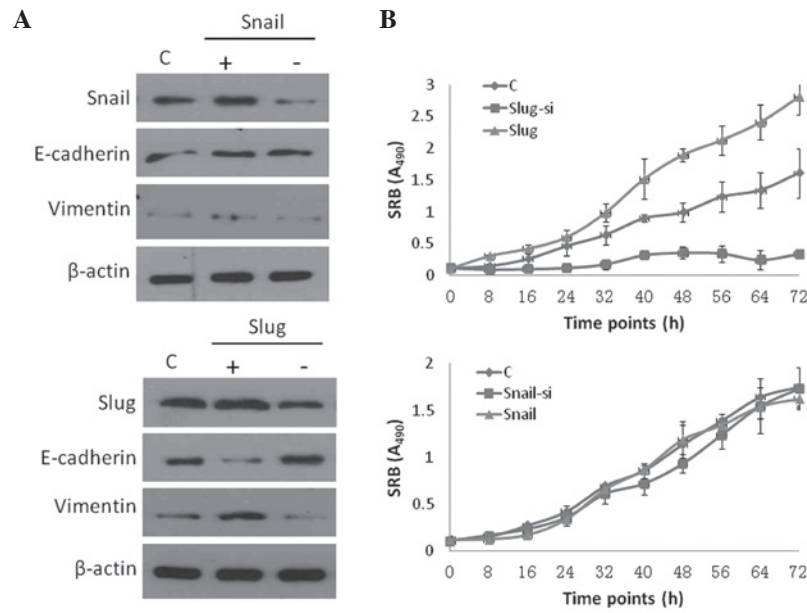 A
Snail
C + -
Snail
E-cadherin
Vimentin
β-actin
Slug
C + -
Slug
E-cadherin
Vimentin
β-actin
B
3
2.5
2
1.5
1
0.5
0
SRB (A490)
C
Slug-si
Slug
0 8 16 24 32 40 48 56 64 72
Time points (h)
2
1.5
1
0.5
0
SRB (A490)
C
Snail-si
Snail
0 8 16 24 32 40 48 56 64 72
Time points (h)